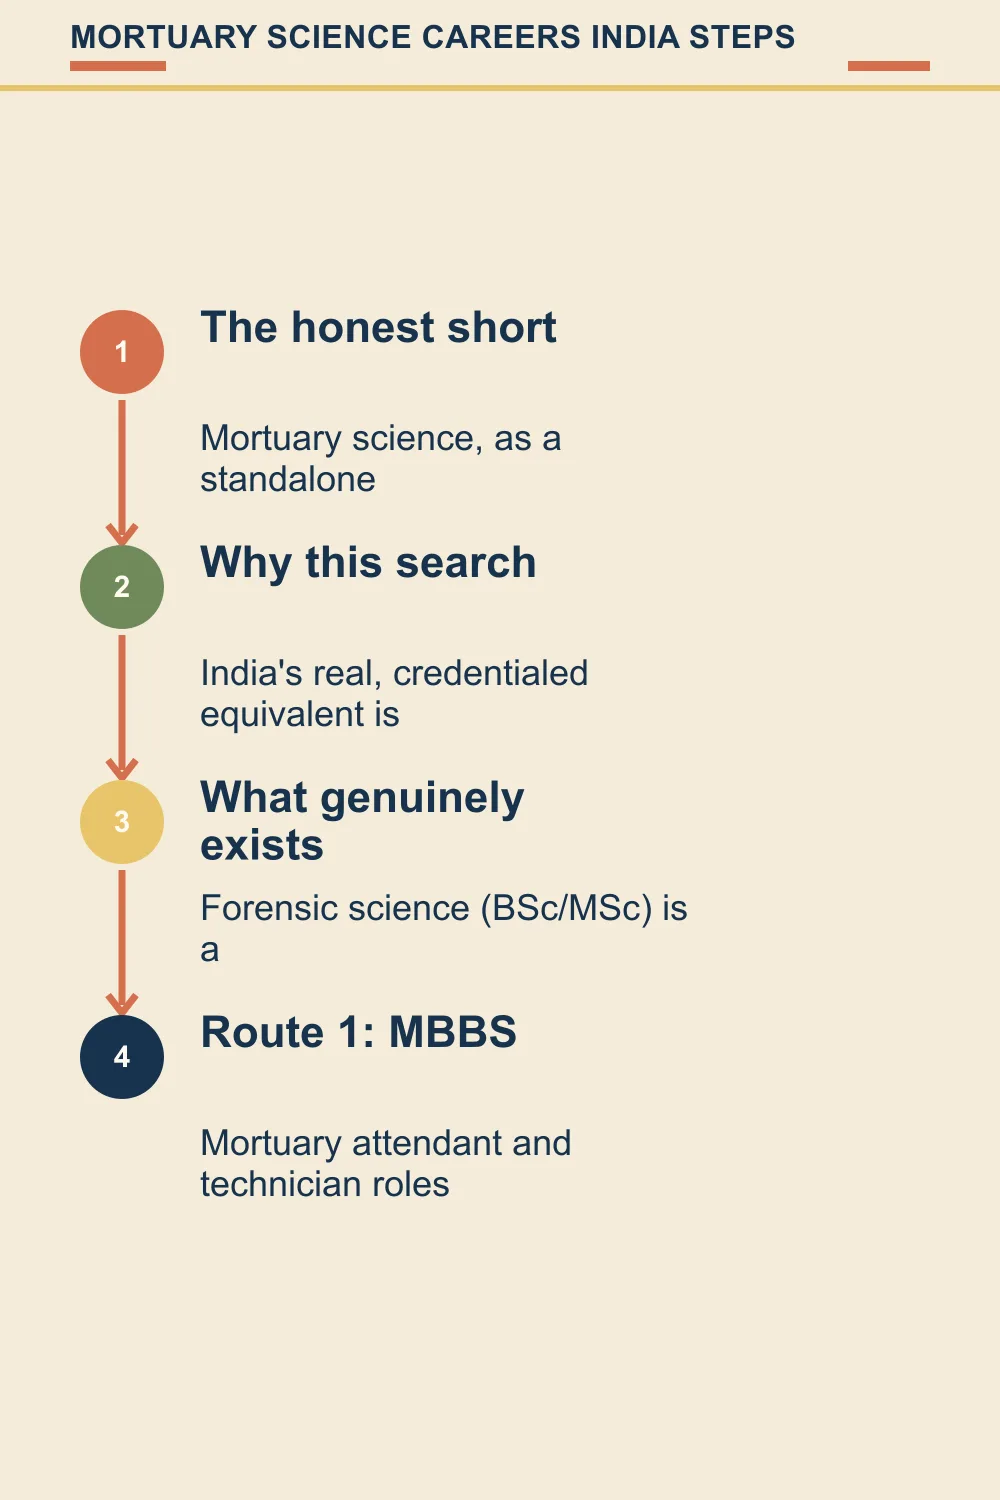 MORTUARY SCIENCE CAREERS INDIA STEPS
1
The honest short
Mortuary science, as a
standalone
2
Why this search
India's real, credentialed
equivalent is
3
What genuinely
exists
Forensic science (BSc/MSc) is
a
4
Route 1: MBBS
Mortuary attendant and
technician roles